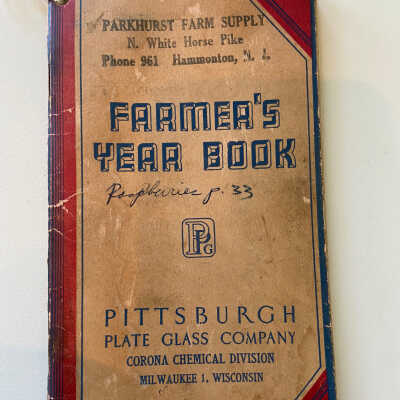 PARKHURST FARM SUPPLY
N. White Horse Pike
Phone 961 Hammonton, N. J.
FARMER'S
YEAR BOOK
Raspburies p. 33
PPG
PITTSBURGH
PLATE GLASS COMPANY
CORONA CHEMICAL DIVISION
MILWAUKEE 1, WISCONSIN